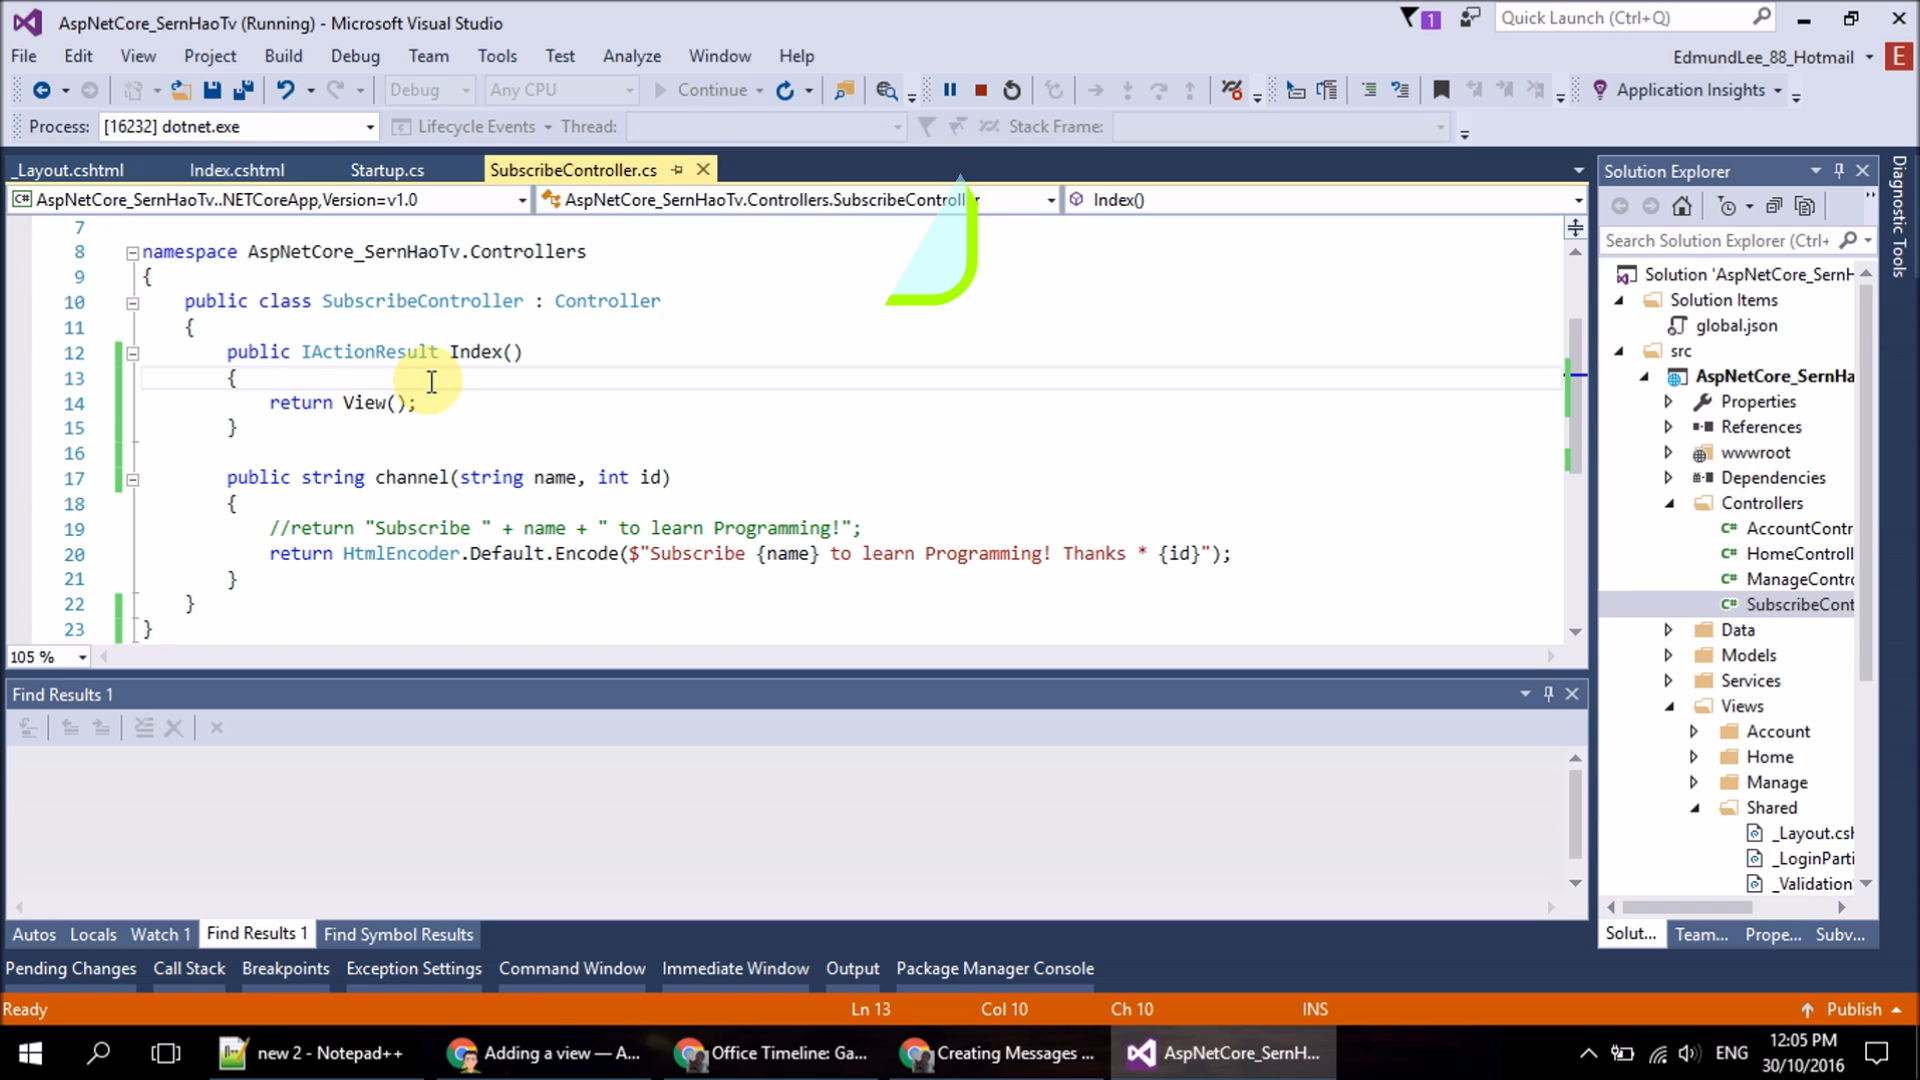 AspNetCore_SernHaoTv (Running) - Microsoft Visual Studio
1
Quick Launch (Ctrl+Q)
File Edit View Project Build Debug Team Tools Test Analyze Window Help
EdmundLee_88_Hotmail E
Debug Any CPU Continue Application Insights
Process: [16232] dotnet.exe Lifecycle Events Thread: Stack Frame:
_Layout.cshtml Index.cshtml Startup.cs SubscribeController.cs
AspNetCore_SernHaoTv..NETCoreApp,Version=v1.0 AspNetCore_SernHaoTv.Controllers.SubscribeController Index()
7
8 namespace AspNetCore_SernHaoTv.Controllers
9 {
10 public class SubscribeController : Controller
11 {
12 public IActionResult Index()
13 {
14 return View();
15 }
16
17 public string channel(string name, int id)
18 {
19 //return "Subscribe " + name + " to learn Programming!";
20 return HtmlEncoder.Default.Encode($"Subscribe {name} to learn Programming! Thanks * {id}");
21 }
22 }
23 }
105 %
Find Results 1
Autos Locals Watch 1 Find Results 1 Find Symbol Results
Pending Changes Call Stack Breakpoints Exception Settings Command Window Immediate Window Output Package Manager Console
Solution Explorer
Search Solution Explorer (Ctrl+
Solution 'AspNetCore_SernH
Solution Items
global.json
src
AspNetCore_SernHa
Properties
References
wwwroot
Dependencies
Controllers
C# AccountContr
C# HomeControll
C# ManageContro
C# SubscribeCont
Data
Models
Services
Views
Account
Home
Manage
Shared
_Layout.csh
_LoginParti
_Validation
Solut... Team... Prope... Subv...
Diagnostic Tools
Ready Ln 13 Col 10 Ch 10 INS Publish
new 2 - Notepad++ Adding a view — A... Office Timeline: Ga... Creating Messages ... AspNetCore_SernH... ENG 12:05 PM
30/10/2016